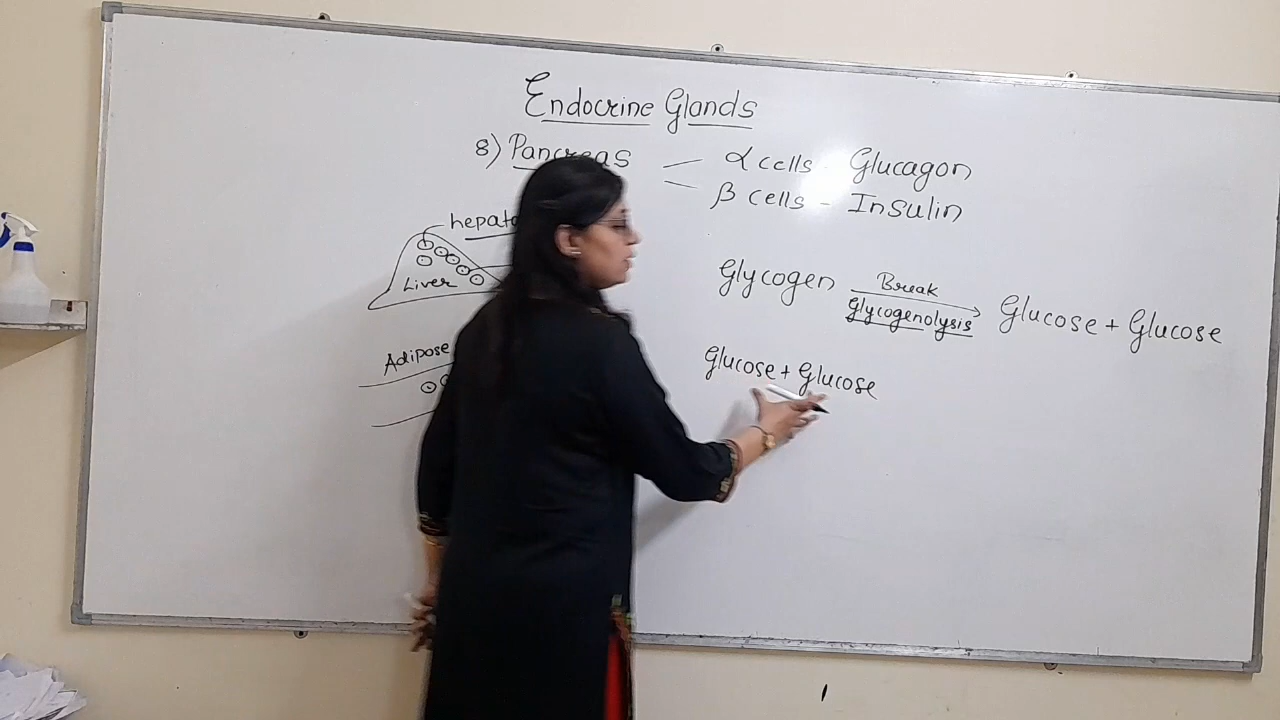 Endocrine Glands
8) Pancreas
α cells - Glucagon
β cells - Insulin
Liver
Glycogen Break Glucose + Glucose
Glycogenolysis
Adipose
Glucose + Glucose